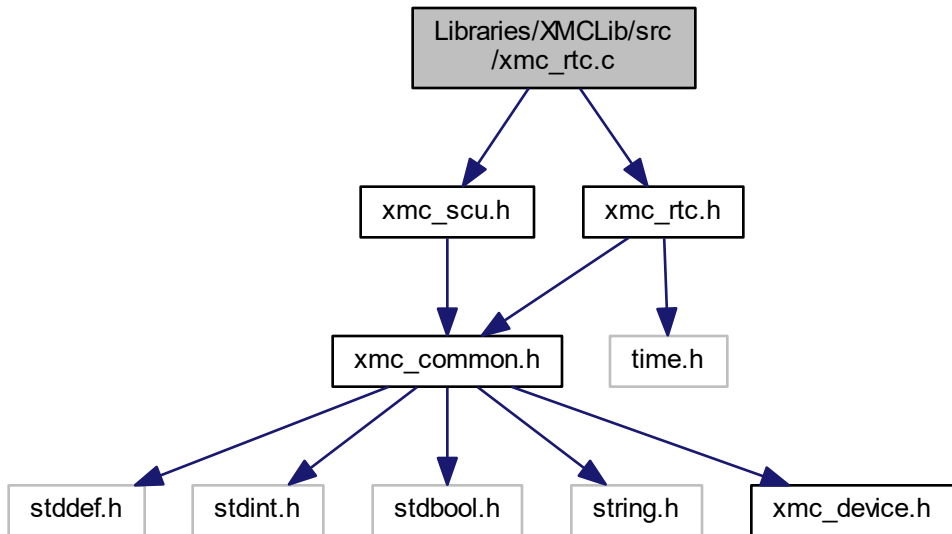 Libraries/XMCLib/src
/xmc_rtc.c
xmc_scu.h
xmc_rtc.h
xmc_common.h
time.h
stddef.h
stdint.h
stdbool.h
string.h
xmc_device.h